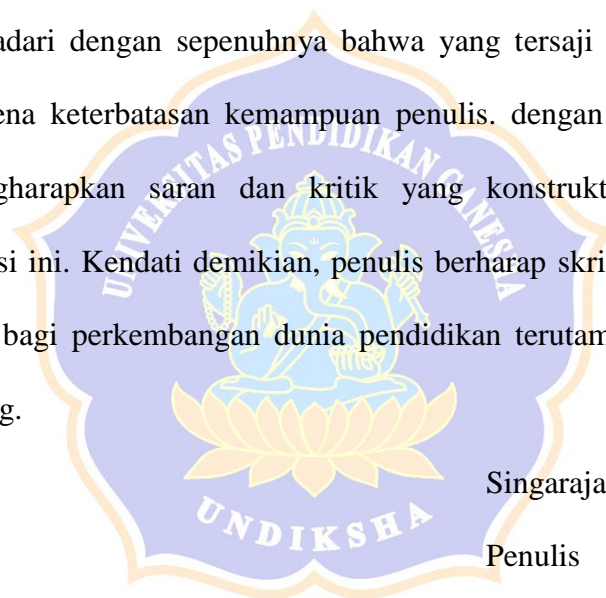 adari dengan sepenuhnya bahwa yang tersaji
ena keterbatasan kemampuan penulis. dengan
gharapkan saran dan kritik yang konstrukt
si ini. Kendati demikian, penulis berharap skri
bagi perkembangan dunia pendidikan terutam
g.
Singaraja
Penulis
UNIVERSITAS PENDIDIKAN GANESHA
UNDIKSHA